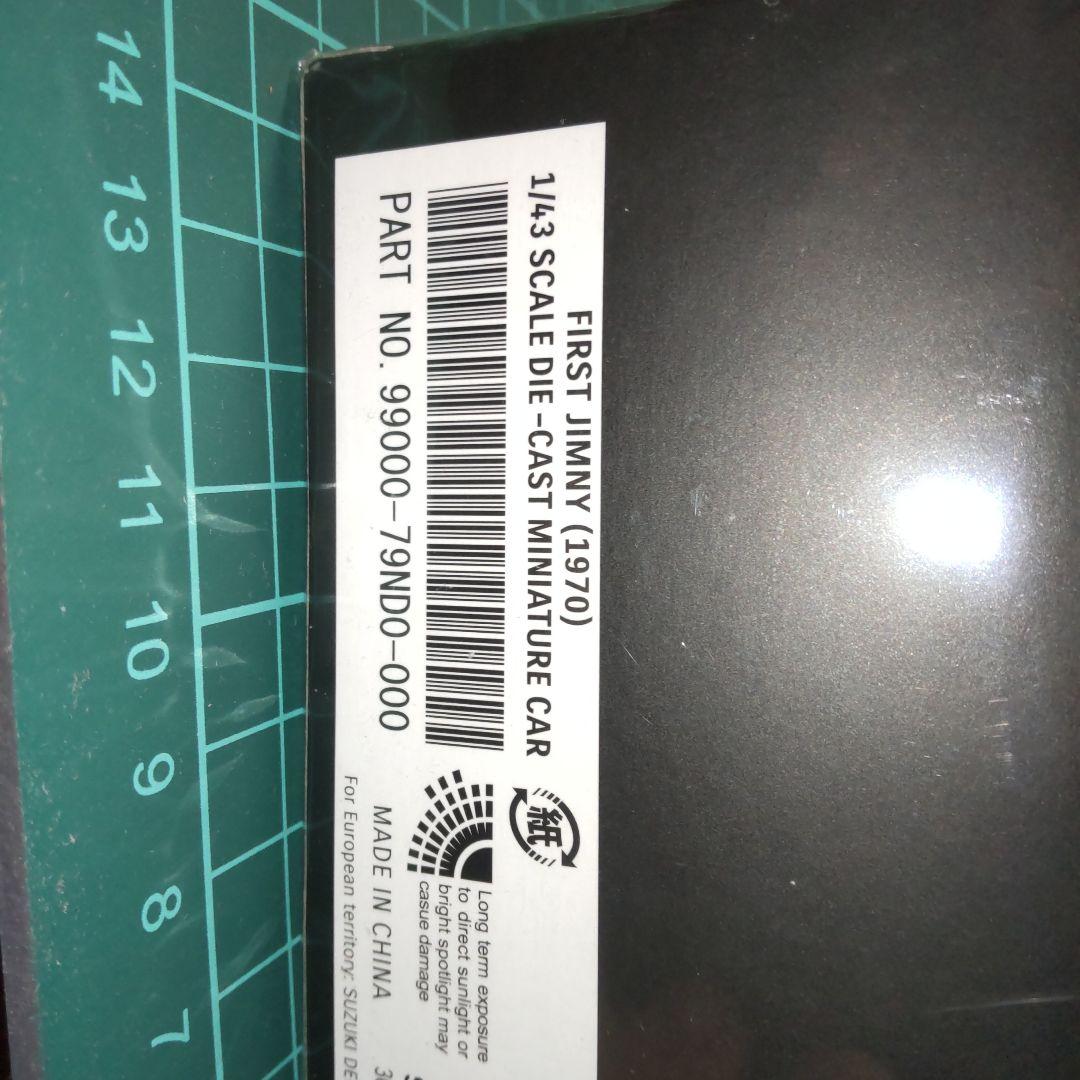 FIRST JIMNY (1970)
1/43 SCALE DIE-CAST MINIATURE CAR
PART NO. 99000-79ND0-000
紙
Long term exposure
to direct sunlight or
bright spotlight may
casue damage
MADE IN CHINA
For European territory: SUZUKI DE
14
13
12
11
10
9
8
7